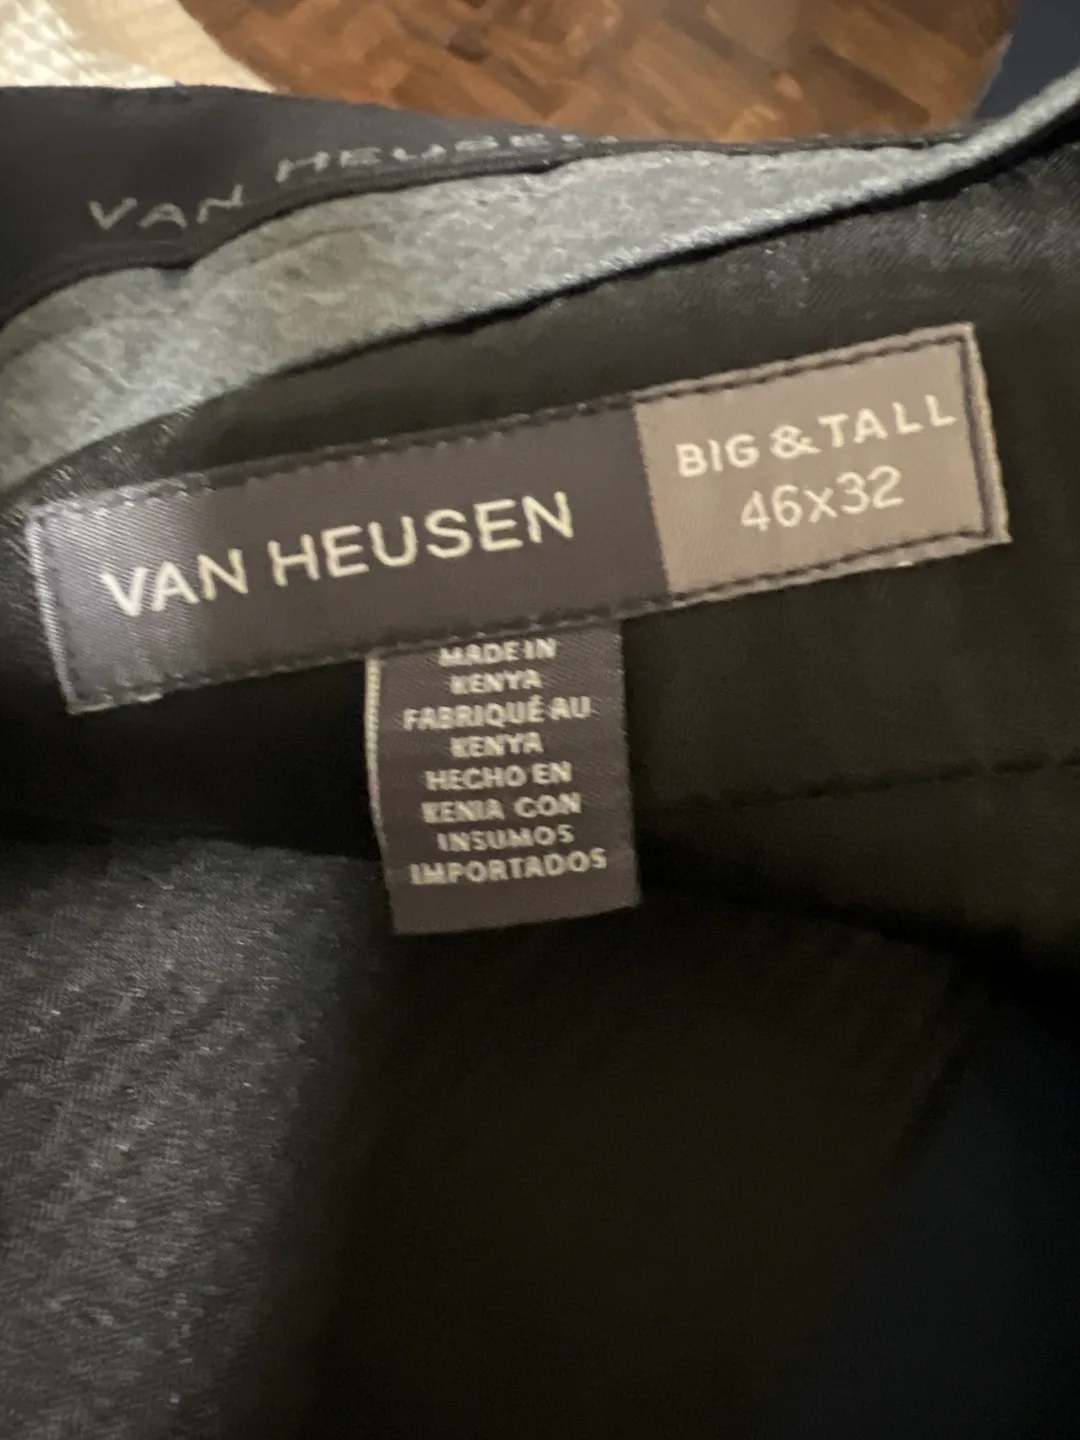 VAN HEUSEN
VAN HEUSEN
BIG & TALL
46x32
MADE IN
KENYA
FABRIQUÉ AU
KENYA
HECHO EN
KENIA CON
INSUMOS
IMPORTADOS